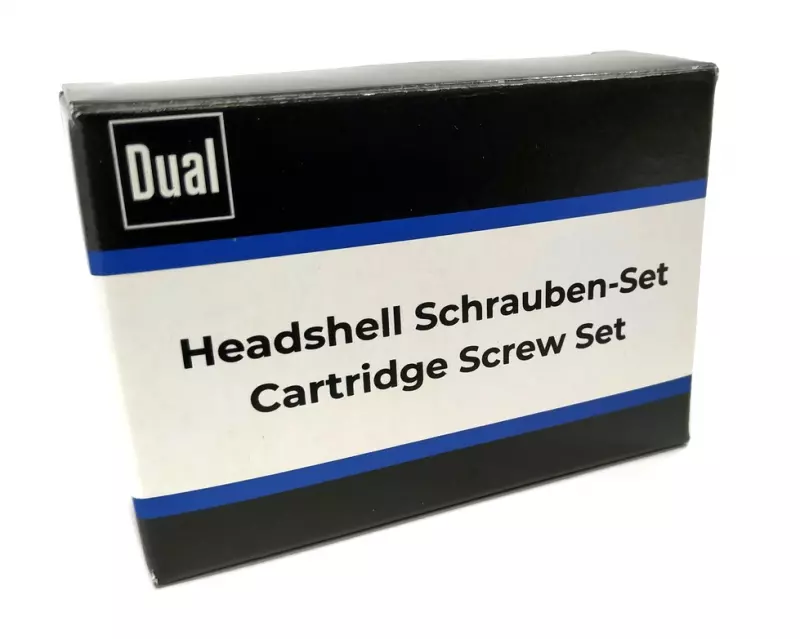 Dual
Headshell Schrauben-Set
Cartridge Screw Set